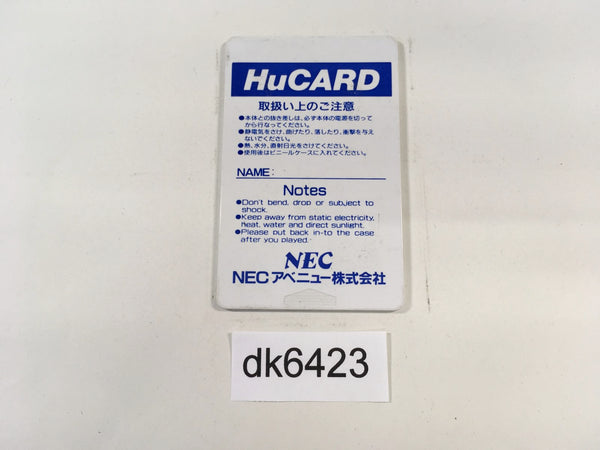 HuCARD
取扱い上のご注意
●本体との抜き差しは、必ず本体の電源を切って
から行なってください。
●静電気をさけ、曲げたり、落したり、衝撃を与え
ないでください。
●熱、水分、直射日光をさけてください。
●使用後はビニールケースに入れてください。
NAME:
Notes
●Don't bend, drop or subject to
shock.
●Keep away from static electricity,
heat, water and direct sunlight.
●Please put back in-to the case
after you played.
NEC
NECアベニュー株式会社
dk6423